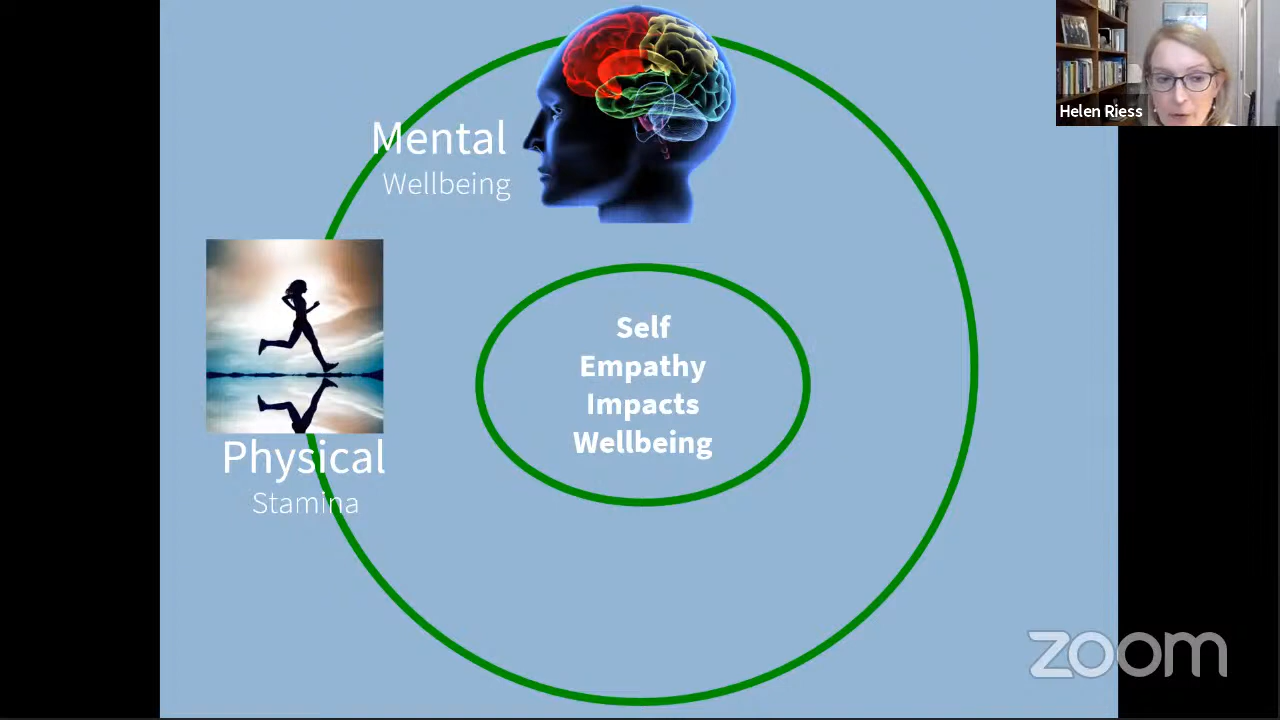 Mental
Wellbeing
Helen Riess
Self
Empathy
Impacts
Wellbeing
Physical
Stamina
zoom